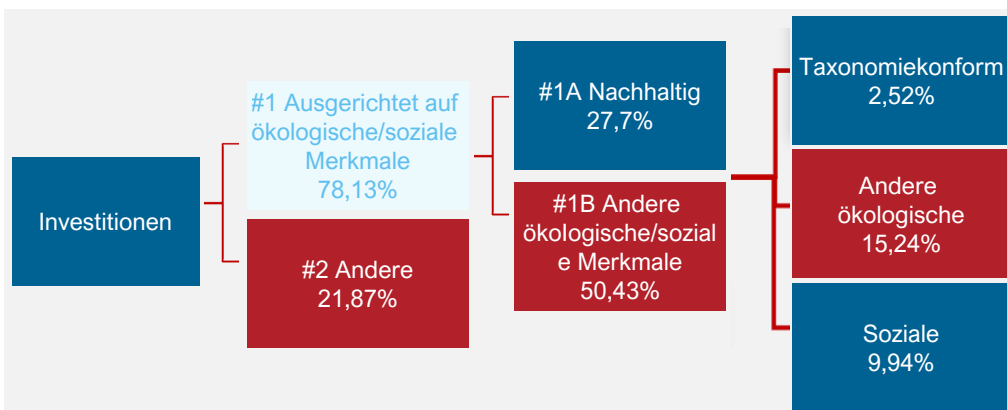 Investitionen
#1 Ausgerichtet auf
ökologische/soziale
Merkmale
78,13%
#2 Andere
21,87%
#1A Nachhaltig
27,7%
#1B Andere
ökologische/sozial
e Merkmale
50,43%
Taxonomiekonform
2,52%
Andere
ökologische
15,24%
Soziale
9,94%